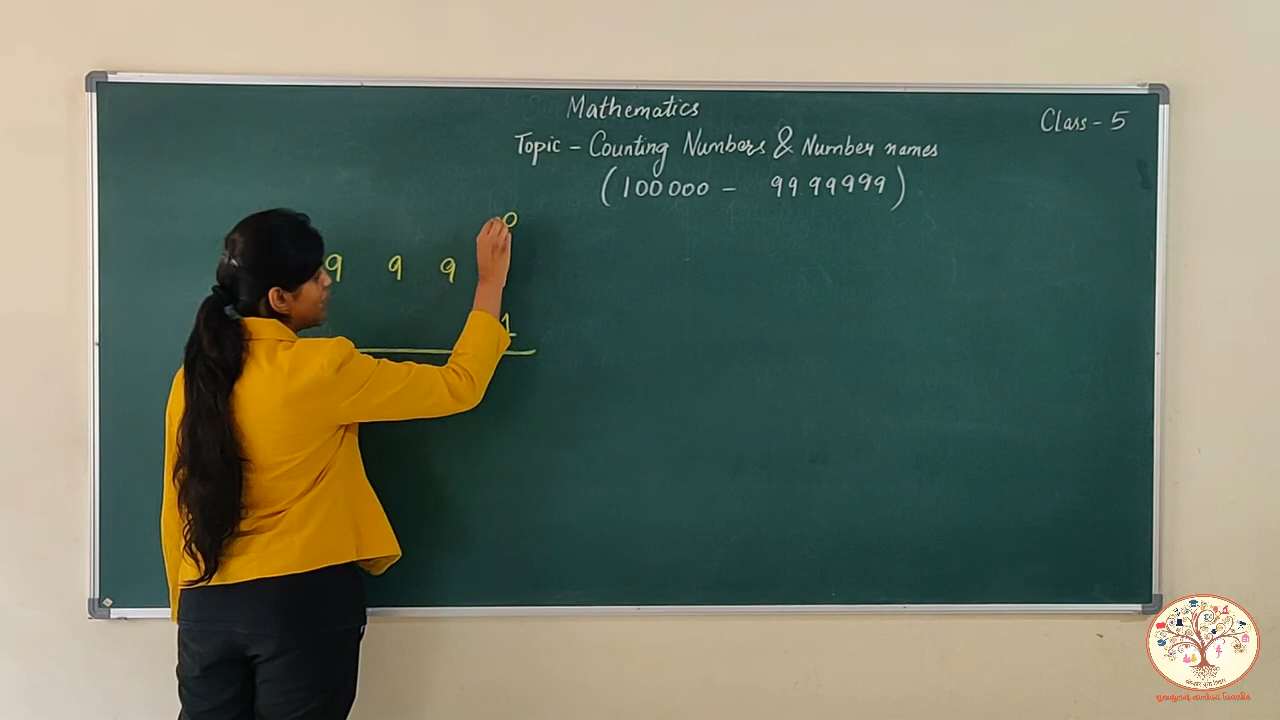 Mathematics
Class - 5
Topic - Counting Numbers & Number names
(100000 - 9999999)
0
9 9 9
1